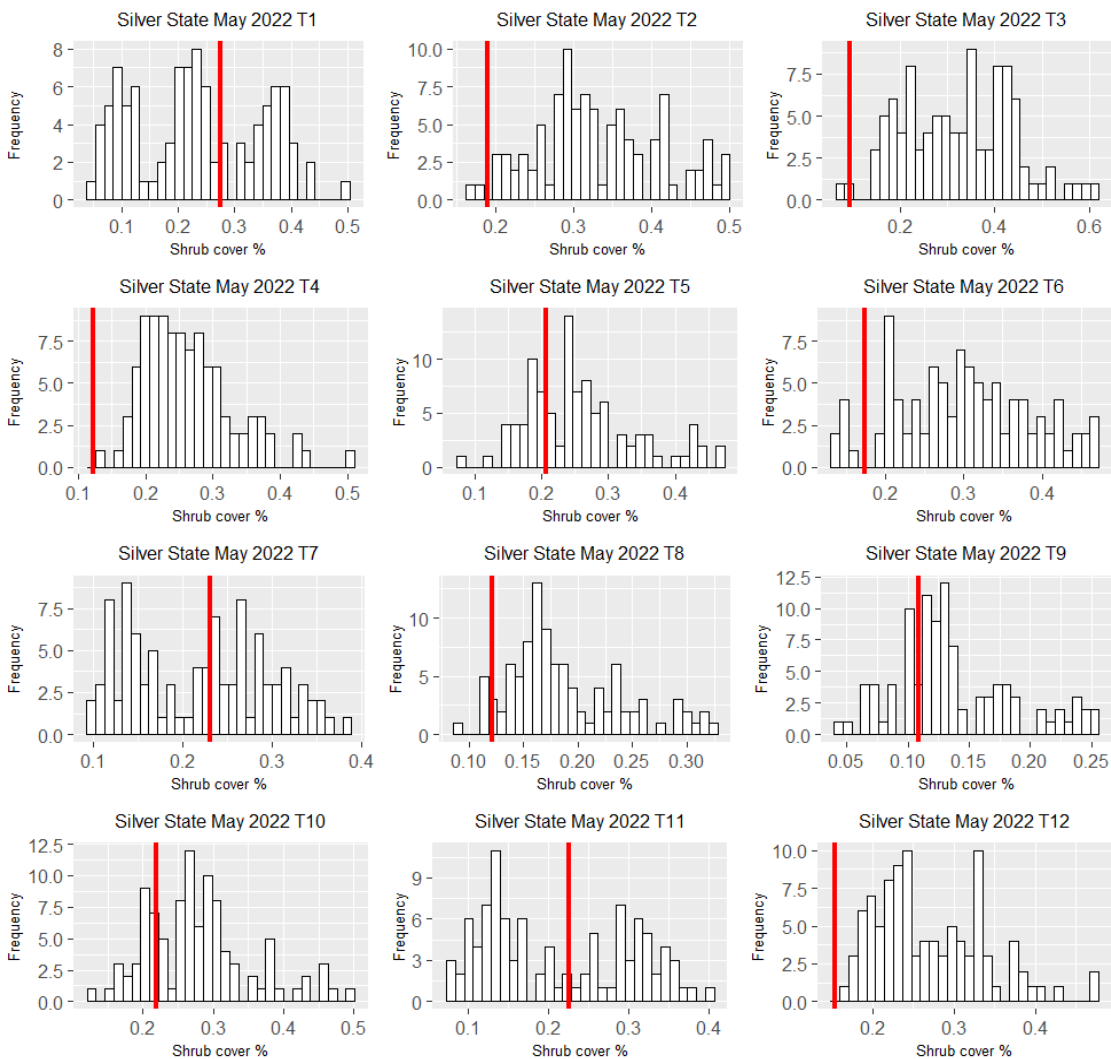 Silver State May 2022 T1
Frequency
8
6
4
2
0
0.1 0.2 0.3 0.4 0.5
Shrub cover %
Silver State May 2022 T2
Frequency
10.0
7.5
5.0
2.5
0.0
0.2 0.3 0.4 0.5
Shrub cover %
Silver State May 2022 T3
Frequency
7.5
5.0
2.5
0.0
0.2 0.4 0.6
Shrub cover %
Silver State May 2022 T4
Frequency
7.5
5.0
2.5
0.0
0.1 0.2 0.3 0.4 0.5
Shrub cover %
Silver State May 2022 T5
Frequency
10
5
0
0.1 0.2 0.3 0.4
Shrub cover %
Silver State May 2022 T6
Frequency
7.5
5.0
2.5
0.0
0.2 0.3 0.4
Shrub cover %
Silver State May 2022 T7
Frequency
7.5
5.0
2.5
0.0
0.1 0.2 0.3 0.4
Shrub cover %
Silver State May 2022 T8
Frequency
10
5
0
0.10 0.15 0.20 0.25 0.30
Shrub cover %
Silver State May 2022 T9
Frequency
12.5
10.0
7.5
5.0
2.5
0.0
0.05 0.10 0.15 0.20 0.25
Shrub cover %
Silver State May 2022 T10
Frequency
12.5
10.0
7.5
5.0
2.5
0.0
0.2 0.3 0.4 0.5
Shrub cover %
Silver State May 2022 T11
Frequency
9
6
3
0
0.1 0.2 0.3 0.4
Shrub cover %
Silver State May 2022 T12
Frequency
10.0
7.5
5.0
2.5
0.0
0.2 0.3 0.4
Shrub cover %